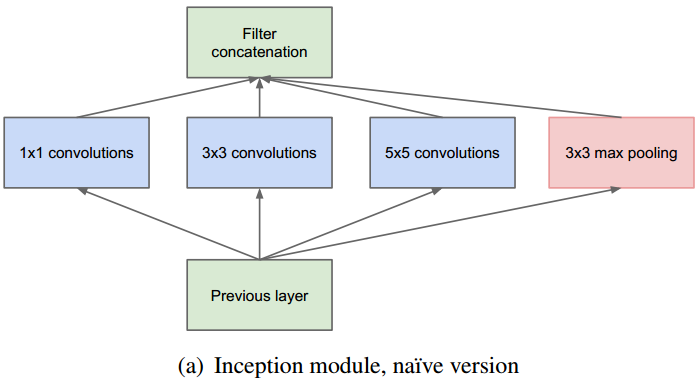 Filter
concatenation
1x1 convolutions
3x3 convolutions
5x5 convolutions
3x3 max pooling
Previous layer
(a) Inception module, naïve version